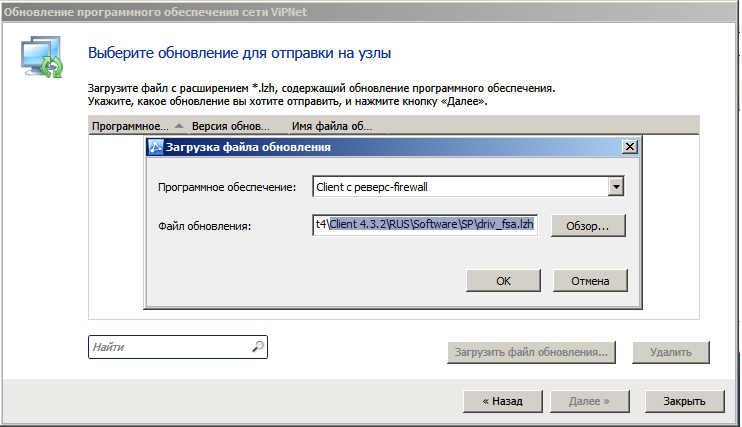 Обновление программного обеспечения сети ViPNet
Выберите обновление для отправки на узлы
Загрузите файл с расширением *.lzh, содержащий обновление программного обеспечения.
Укажите, какое обновление вы хотите отправить, и нажмите кнопку «Далее».
Программное... Версия обнов... Имя файла об...
Загрузка файла обновления
Программное обеспечение: Client с реверс-firewall
Файл обновления: t4\Client 4.3.2\RUS\Software\SP\driv_fsa.lzh Обзор...
OK Отмена
Найти Загрузить файл обновления... Удалить
« Назад Далее » Закрыть